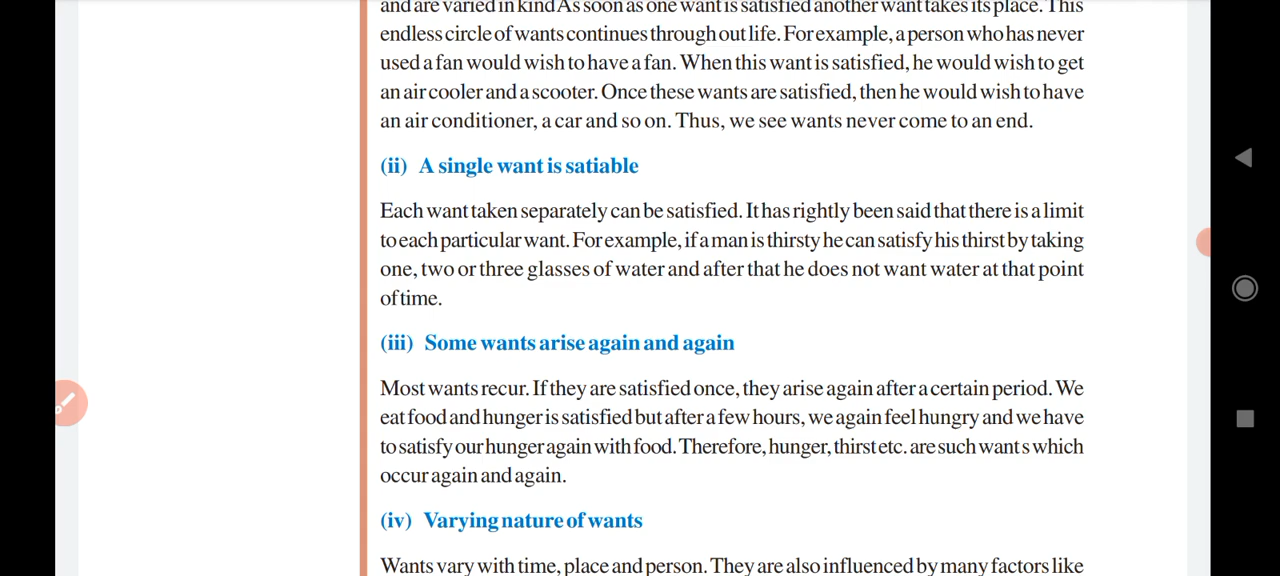 and are varied in kind As soon as one want is satisfied another want takes its place. This
endless circle of wants continues through out life. For example, a person who has never
used a fan would wish to have a fan. When this want is satisfied, he would wish to get
an air cooler and a scooter. Once these wants are satisfied, then he would wish to have
an air conditioner, a car and so on. Thus, we see wants never come to an end.
(ii) A single want is satiable
Each want taken separately can be satisfied. It has rightly been said that there is a limit
to each particular want. For example, if a man is thirsty he can satisfy his thirst by taking
one, two or three glasses of water and after that he does not want water at that point
of time.
(iii) Some wants arise again and again
Most wants recur. If they are satisfied once, they arise again after a certain period. We
eat food and hunger is satisfied but after a few hours, we again feel hungry and we have
to satisfy our hunger again with food. Therefore, hunger, thirst etc. are such want s which
occur again and again.
(iv) Varying nature of wants
Wants vary with time, place and person. They are also influenced by many factors like